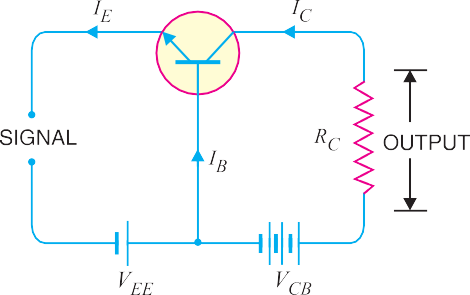 I_E
I_C
SIGNAL
R_C
OUTPUT
I_B
V_EE
V_CB